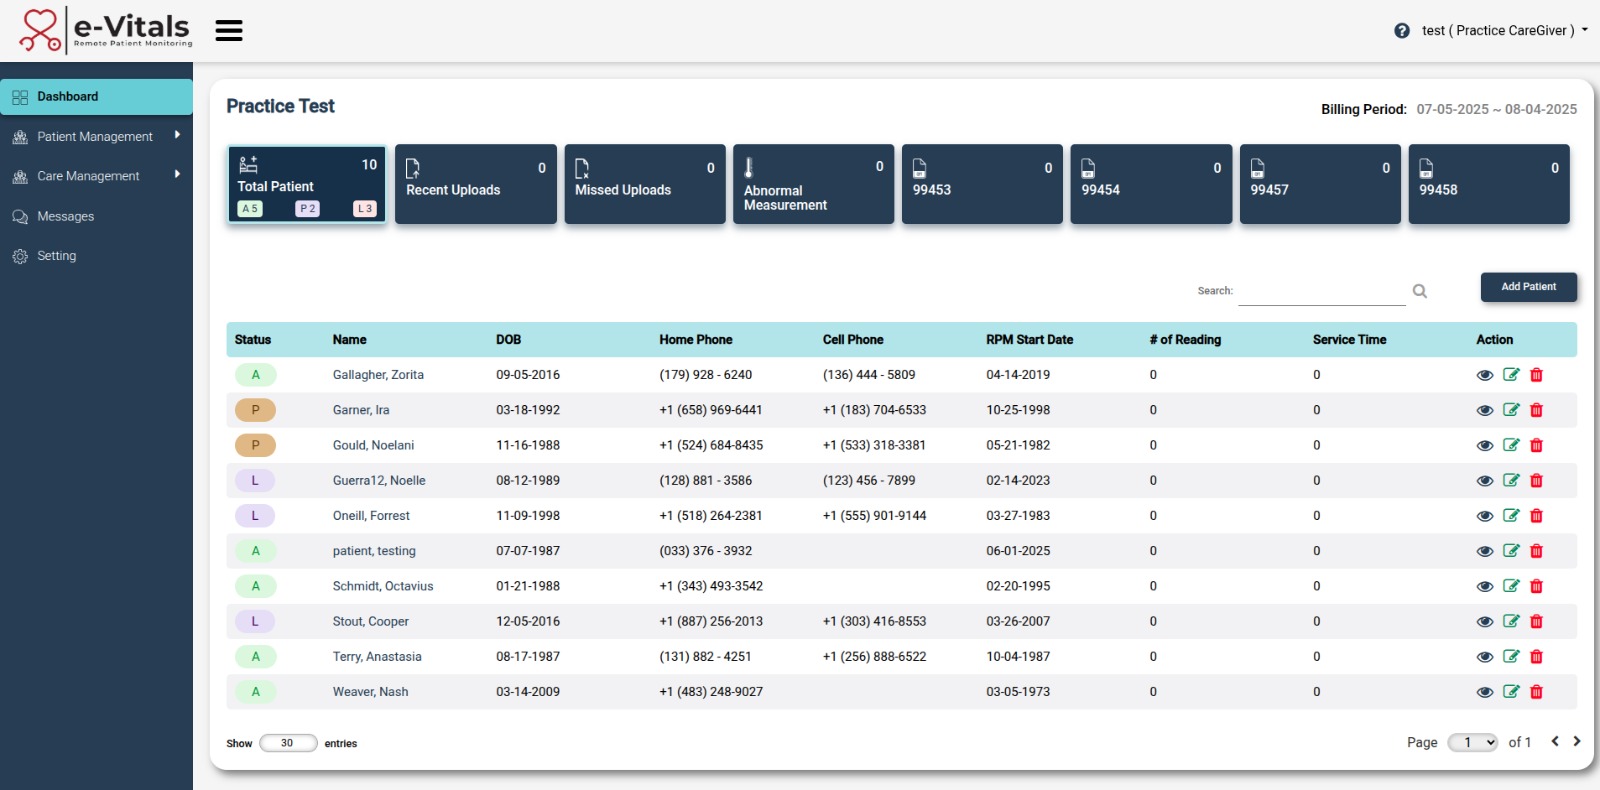 e-Vitals
Remote Patient Monitoring
test ( Practice CareGiver )
Dashboard
Patient Management
Care Management
Messages
Setting
Practice Test
Billing Period: 07-05-2025 ~ 08-04-2025
Total Patient 10
A 5 P 2 L 3
Recent Uploads 0
Missed Uploads 0
Abnormal Measurement 0
99453 0
99454 0
99457 0
99458 0
Search:
Add Patient
Status Name DOB Home Phone Cell Phone RPM Start Date # of Reading Service Time Action
A Gallagher, Zorita 09-05-2016 (179) 928 - 6240 (136) 444 - 5809 04-14-2019 0 0
P Garner, Ira 03-18-1992 +1 (658) 969-6441 +1 (183) 704-6533 10-25-1998 0 0
P Gould, Noelani 11-16-1988 +1 (524) 684-8435 +1 (533) 318-3381 05-21-1982 0 0
L Guerra12, Noelle 08-12-1989 (128) 881 - 3586 (123) 456 - 7899 02-14-2023 0 0
L Oneill, Forrest 11-09-1998 +1 (518) 264-2381 +1 (555) 901-9144 03-27-1983 0 0
A patient, testing 07-07-1987 (033) 376 - 3932 06-01-2025 0 0
A Schmidt, Octavius 01-21-1988 +1 (343) 493-3542 02-20-1995 0 0
L Stout, Cooper 12-05-2016 +1 (887) 256-2013 +1 (303) 416-8553 03-26-2007 0 0
A Terry, Anastasia 08-17-1987 (131) 882 - 4251 +1 (256) 888-6522 10-04-1987 0 0
A Weaver, Nash 03-14-2009 +1 (483) 248-9027 03-05-1973 0 0
Show 30 entries
Page 1 of 1